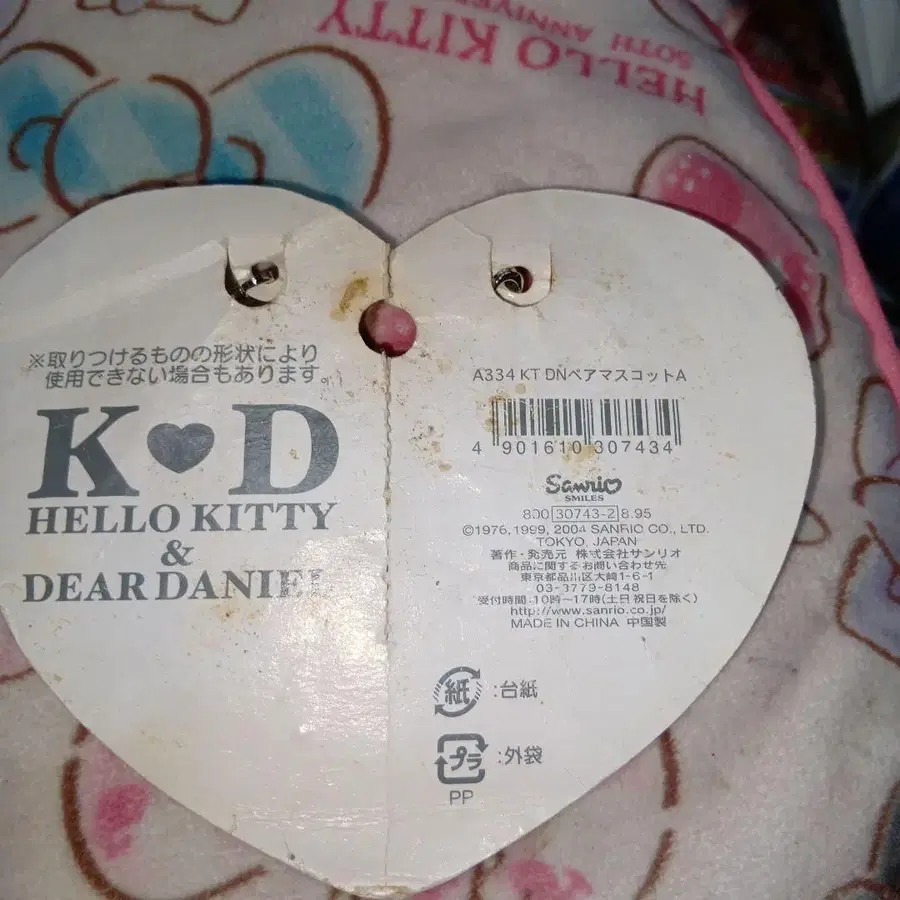 HELLO KITTY
50TH
※取りつけるものの形状により
使用できない場合もあります。
K♥D
HELLO KITTY
&
DEAR DANIEL
A334 KT DNペアマスコットA
4 901610 307434
Sanrio
SMILES
800 30743-2 8.95
©1976,1999,2004 SANRIO CO.,LTD.
TOKYO, JAPAN
著作・発売元 株式会社サンリオ
商品に関するお問い合わせ先
東京都品川区大崎1-6-1
03-3779-8148
受付時間:10時~17時(土日祝日を除く)
http://www.sanrio.co.jp/
MADE IN CHINA 中国製
紙 :台紙
プラ :外袋
PP